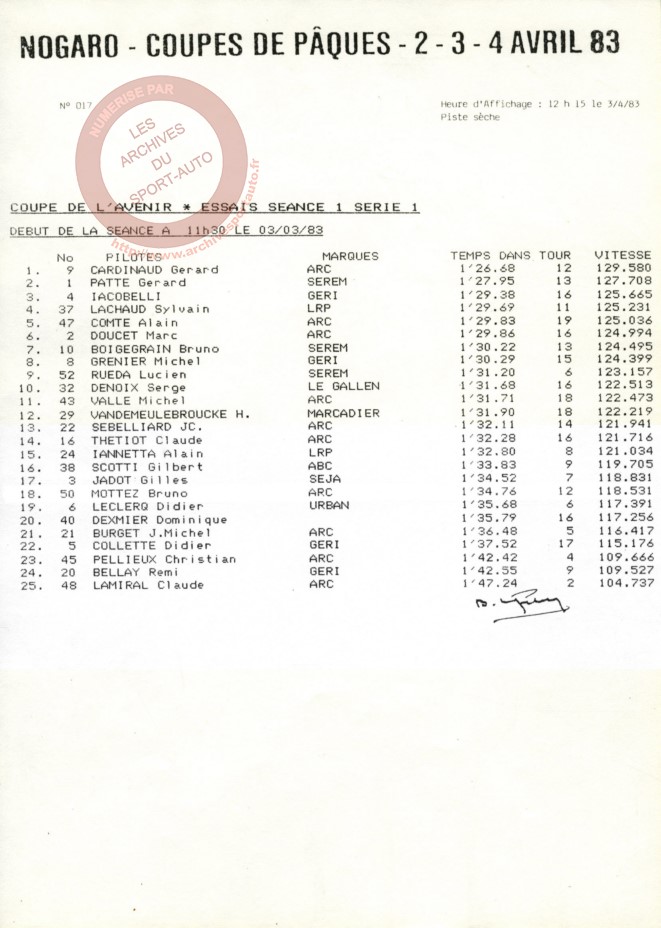 NOGARO - COUPES DE PÂQUES - 2 - 3 - 4 AVRIL 83
Nº 017
Heure d'Affichage : 12 h 15 le 3/4/83
Piste sèche
NUMERISE PAR
LES
ARCHIVES
DU
SPORT-AUTO
http://www.archivesportauto.fr
COUPE DE L'AVENIR * ESSAIS SEANCE 1 SERIE 1
DEBUT DE LA SEANCE A 11h30 LE 03/03/83
No PILOTES MARQUES TEMPS DANS TOUR VITESSE
1. 9 CARDINAUD Gerard ARC 1'26.68 12 129.580
2. 1 PATTE Gerard SEREM 1'27.95 13 127.708
3. 4 IACOBELLI GERI 1'29.38 16 125.665
4. 37 LACHAUD Sylvain LRP 1'29.69 11 125.231
5. 47 COMTE Alain ARC 1'29.83 19 125.036
6. 2 DOUCET Marc ARC 1'29.86 16 124.994
7. 10 BOIGEGRAIN Bruno SEREM 1'30.22 13 124.495
8. 8 GRENIER Michel GERI 1'30.29 15 124.399
9. 52 RUEDA Lucien SEREM 1'31.20 6 123.157
10. 32 DENOIX Serge LE GALLEN 1'31.68 16 122.513
11. 43 VALLE Michel ARC 1'31.71 18 122.473
12. 29 VANDEMEULEBROUCKE H. MARCADIER 1'31.90 18 122.219
13. 22 SEBELLIARD JC. ARC 1'32.11 14 121.941
14. 16 THETIOT Claude ARC 1'32.28 16 121.716
15. 24 IANNETTA Alain LRP 1'32.80 8 121.034
16. 38 SCOTTI Gilbert ABC 1'33.83 9 119.705
17. 3 JADOT Gilles SEJA 1'34.52 7 118.831
18. 50 MOTTEZ Bruno ARC 1'34.76 12 118.531
19. 6 LECLERQ Didier URBAN 1'35.68 6 117.391
20. 40 DEXMIER Dominique 1'35.79 16 117.256
21. 21 BURGET J.Michel ARC 1'36.48 5 116.417
22. 5 COLLETTE Didier GERI 1'37.52 17 115.176
23. 45 PELLIEUX Christian ARC 1'42.42 4 109.666
24. 20 BELLAY Remi GERI 1'42.55 9 109.527
25. 48 LAMIRAL Claude ARC 1'47.24 2 104.737